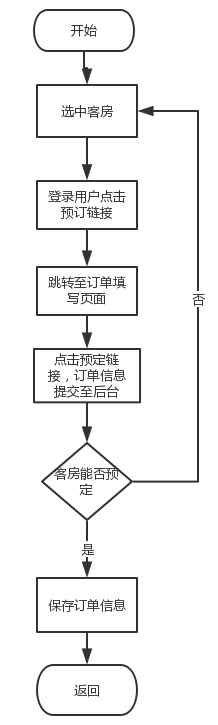 开始
选中客房
登录用户点击
预订链接
跳转至订单填
写页面
点击预定链
接，订单信息
提交至后台
客房能否预
定
否
是
保存订单信息
返回